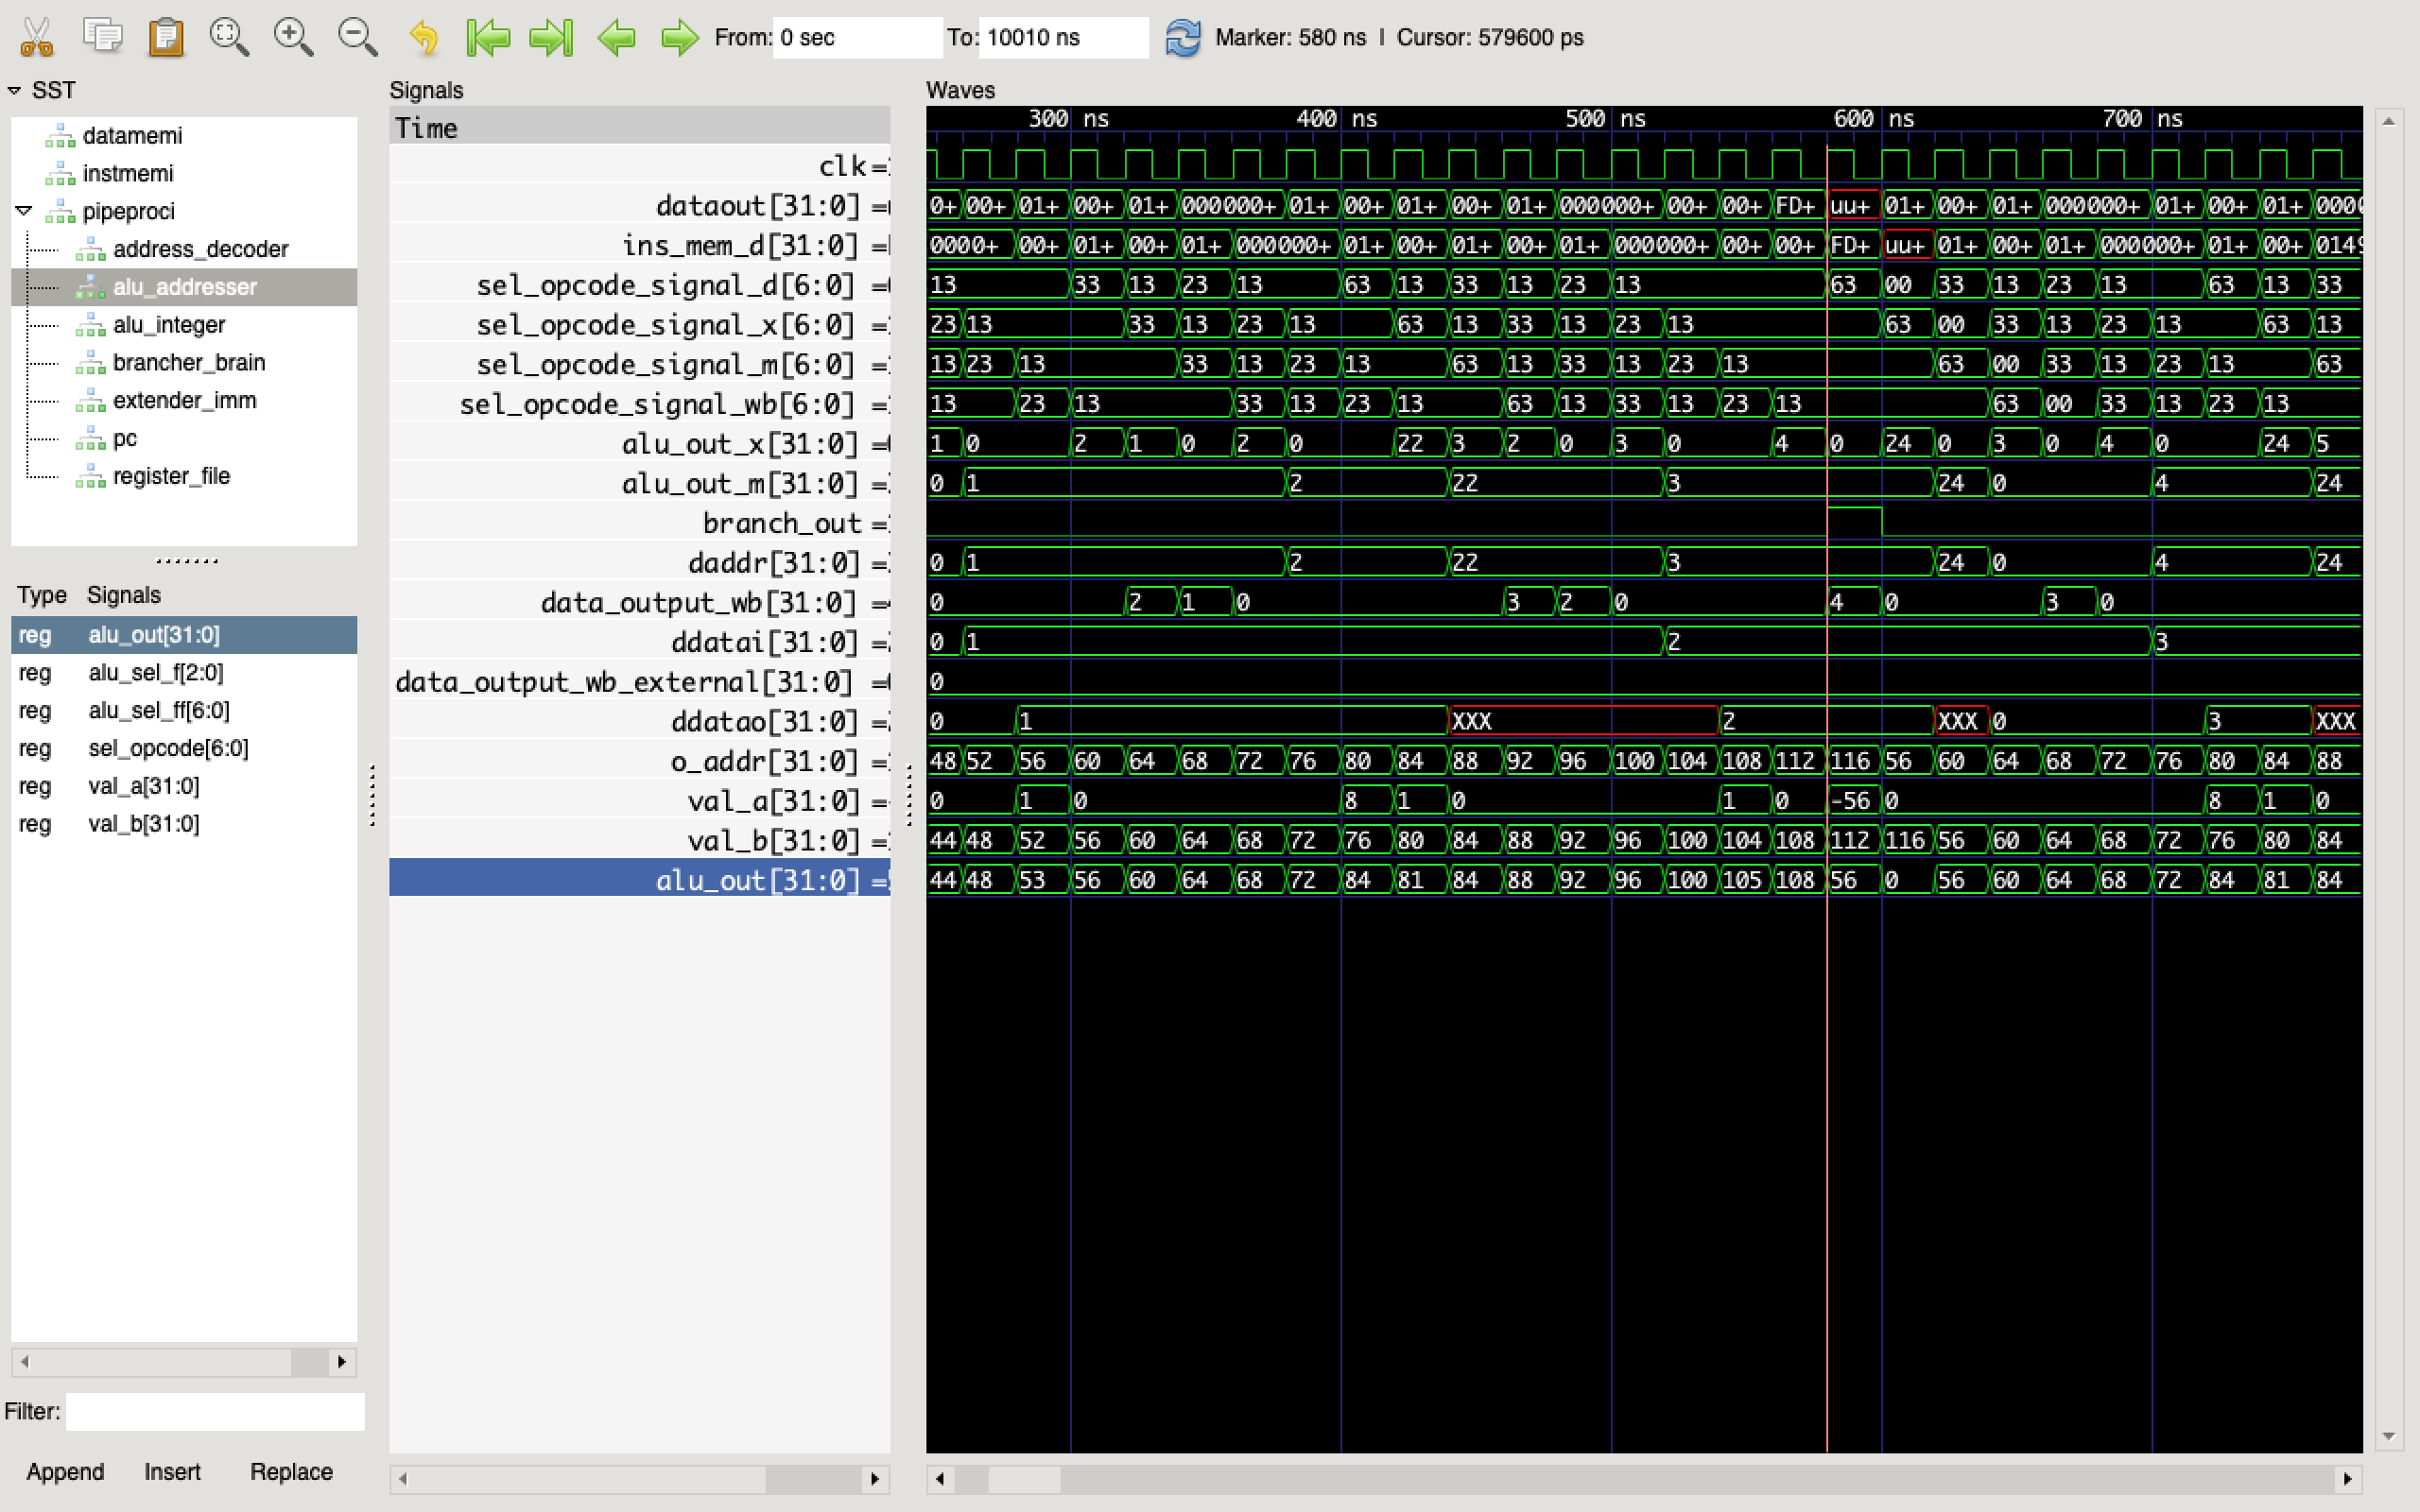 From: 0 sec To: 10010 ns Marker: 580 ns | Cursor: 579600 ps
SST
datamemi
instmemi
pipeproci
address_decoder
alu_addresser
alu_integer
brancher_brain
extender_imm
pc
register_file
Type Signals
reg alu_out[31:0]
reg alu_sel_f[2:0]
reg alu_sel_ff[6:0]
reg sel_opcode[6:0]
reg val_a[31:0]
reg val_b[31:0]
Filter:
Append Insert Replace
Signals
Time
clk =
dataout[31:0] =
ins_mem_d[31:0] =
sel_opcode_signal_d[6:0] =
sel_opcode_signal_x[6:0] =
sel_opcode_signal_m[6:0] =
sel_opcode_signal_wb[6:0] =
alu_out_x[31:0] =
alu_out_m[31:0] =
branch_out =
daddr[31:0] =
data_output_wb[31:0] =
ddatai[31:0] =
data_output_wb_external[31:0] =
ddatao[31:0] =
o_addr[31:0] =
val_a[31:0] =
val_b[31:0] =
alu_out[31:0] =
Waves
300 ns 400 ns 500 ns 600 ns 700 ns
0+ 00+ 01+ 00+ 01+ 000000+ 01+ 00+ 01+ 00+ 01+ 000000+ 00+ 00+ FD+ uu+ 01+ 00+ 01+ 000000+ 01+ 00+ 01+ 0000
0000+ 00+ 01+ 00+ 01+ 000000+ 01+ 00+ 01+ 00+ 01+ 000000+ 00+ 00+ FD+ uu+ 01+ 00+ 01+ 000000+ 01+ 00+ 0149
13 33 13 23 13 63 13 33 13 23 13 63 00 33 13 23 13 63 13 33
23 13 33 13 23 13 63 13 33 13 23 13 63 00 33 13 23 13 63 13
13 23 13 33 13 23 13 63 13 33 13 23 13 63 00 33 13 23 13 63
13 23 13 33 13 23 13 63 13 33 13 23 13 63 00 33 13 23 13
1 0 2 1 0 2 0 22 3 2 0 3 0 4 0 24 0 3 0 4 0 24 5
0 1 2 22 3 24 0 4 24
0 1 2 22 3 24 0 4 24
0 2 1 0 3 2 0 4 0 3 0
0 1 2 3
0
0 1 XXX 2 XXX 0 3 XXX
48 52 56 60 64 68 72 76 80 84 88 92 96 100 104 108 112 116 56 60 64 68 72 76 80 84 88
0 1 0 8 1 0 1 0 -56 0 8 1 0
44 48 52 56 60 64 68 72 76 80 84 88 92 96 100 104 108 112 116 56 60 64 68 72 76 80 84
44 48 53 56 60 64 68 72 84 81 84 88 92 96 100 105 108 56 0 56 60 64 68 72 84 81 84